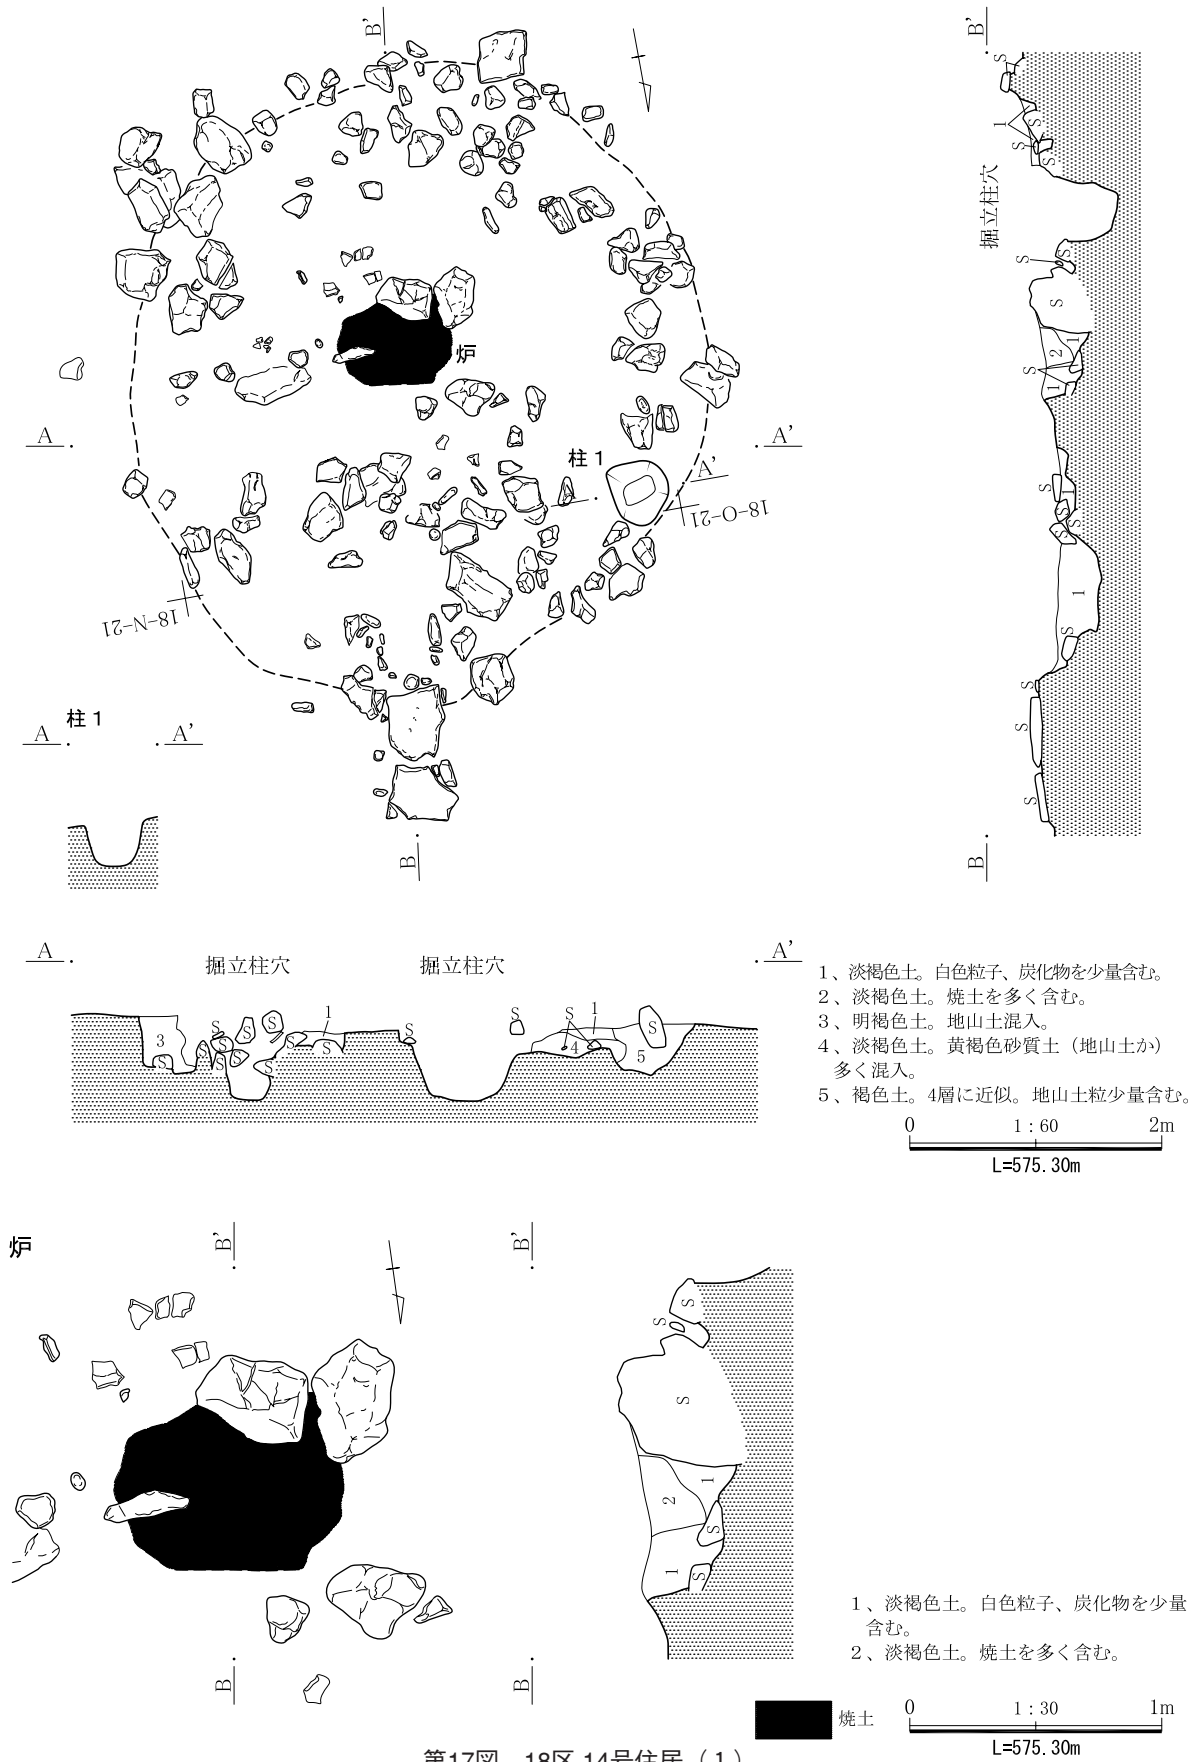 B'
B'
S
1
S
S
S
掘立柱穴
S
S
S
炉
2
1
S
1
A
A'
柱1
A'
18-O-21
S
S
S
S
1
18-N-21
S
S
S
柱1
A
A'
S
B
B
A
掘立柱穴
掘立柱穴
A'
1、淡褐色土。白色粒子、炭化物を少量含む。
2、淡褐色土。焼土を多く含む。
3、明褐色土。地山土混入。
4、淡褐色土。黄褐色砂質土（地山土か）
多く混入。
5、褐色土。4層に近似。地山土粒少量含む。
3 S S S S S S S S S S 1 S S S S 1 4 S 5
0 1:60 2m
L=575.30m
炉
B'
B'
S
S
S
1
2
S
1
S
1、淡褐色土。白色粒子、炭化物を少量
含む。
2、淡褐色土。焼土を多く含む。
B
B
焼土
0 1:30 1m
L=575.30m
第17図 18区 14号住居（1）